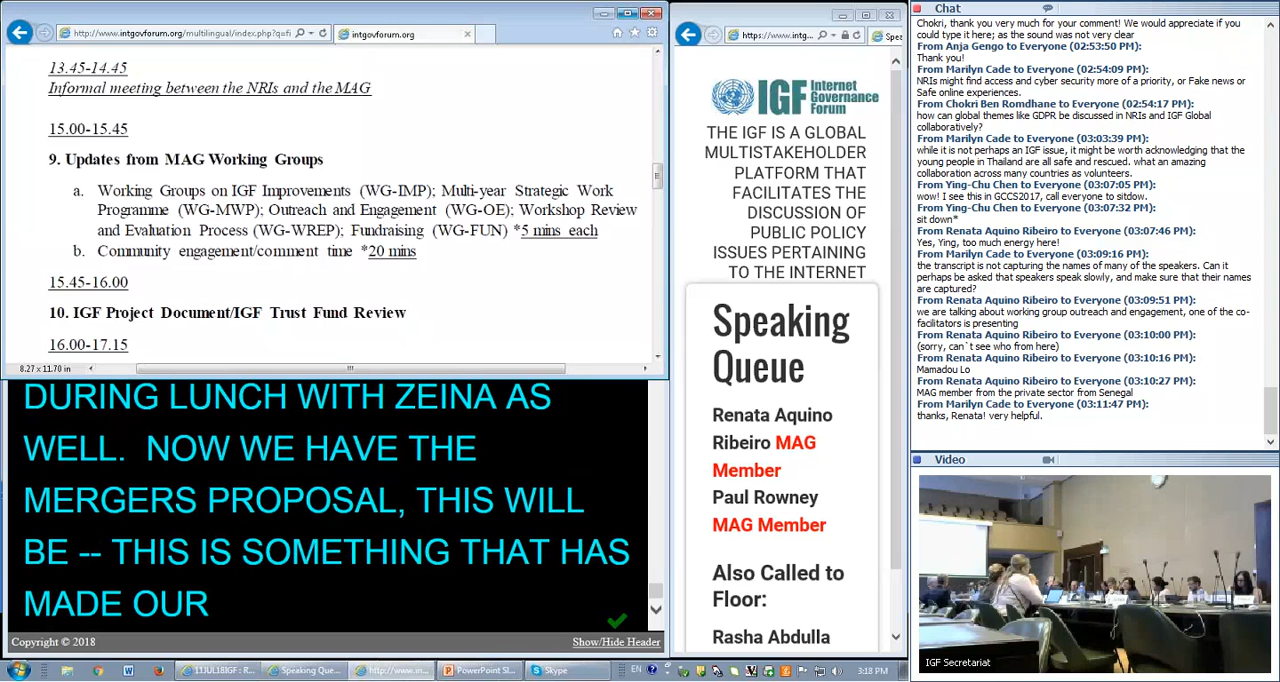 http://www.intgovforum.org/multilingual/index.php?q=fi
intgovforum.org
13.45-14.45
Informal meeting between the NRIs and the MAG
15.00-15.45
9. Updates from MAG Working Groups
a. Working Groups on IGF Improvements (WG-IMP); Multi-year Strategic Work
Programme (WG-MWP); Outreach and Engagement (WG-OE); Workshop Review
and Evaluation Process (WG-WREP); Fundraising (WG-FUN) *5 mins each
b. Community engagement/comment time *20 mins
15.45-16.00
10. IGF Project Document/IGF Trust Fund Review
16.00-17.15
8.27 x 11.70 in
DURING LUNCH WITH ZEINA AS
WELL. NOW WE HAVE THE
MERGERS PROPOSAL, THIS WILL
BE -- THIS IS SOMETHING THAT HAS
MADE OUR
Copyright © 2018
Show/Hide Header
https://www.intg...
Spea
IGF Internet
Governance
Forum
THE IGF IS A GLOBAL
MULTISTAKEHOLDER
PLATFORM THAT
FACILITATES THE
DISCUSSION OF
PUBLIC POLICY
ISSUES PERTAINING
TO THE INTERNET
Speaking
Queue
Renata Aquino
Ribeiro MAG
Member
Paul Rowney
MAG Member
Also Called to
Floor:
Rasha Abdulla
Chat
Chokri, thank you very much for your comment! We would appreciate if you
could type it here; as the sound was not very clear
From Anja Gengo to Everyone (02:53:50 PM):
Thank you!
From Marilyn Cade to Everyone (02:54:09 PM):
NRIs might find access and cyber security more of a priority, or Fake news or
Safe online experiences.
From Chokri Ben Romdhane to Everyone (02:54:17 PM):
how can global themes like GDPR be discussed in NRIs and IGF Global
collaboratively?
From Marilyn Cade to Everyone (03:03:39 PM):
while it is not perhaps an IGF issue, it might be worth acknowledging that the
young people in Thailand are all safe and rescued. what an amazing
collaboration across many countries as volunteers.
From Ying-Chu Chen to Everyone (03:07:05 PM):
wow! I see this in GCCS2017, call everyone to sitdow.
From Ying-Chu Chen to Everyone (03:07:32 PM):
sit down*
From Renata Aquino Ribeiro to Everyone (03:07:46 PM):
Yes, Ying, too much energy here!
From Marilyn Cade to Everyone (03:09:16 PM):
the transcript is not capturing the names of many of the speakers. Can it
perhaps be asked that speakers speak slowly, and make sure that their names
are captured?
From Renata Aquino Ribeiro to Everyone (03:09:51 PM):
we are talking about working group outreach and engagement, one of the co-
facilitators is presenting
From Renata Aquino Ribeiro to Everyone (03:10:00 PM):
(sorry, can`t see who from here)
From Renata Aquino Ribeiro to Everyone (03:10:16 PM):
Mamadou Lo
From Renata Aquino Ribeiro to Everyone (03:10:27 PM):
MAG member from the private sector from Senegal
From Marilyn Cade to Everyone (03:11:47 PM):
thanks, Renata! very helpful.
Video
IGF Secretariat
11JUL18IGF : R...
Speaking Que...
http://www.in...
PowerPoint Sl...
Skype
EN
3:18 PM